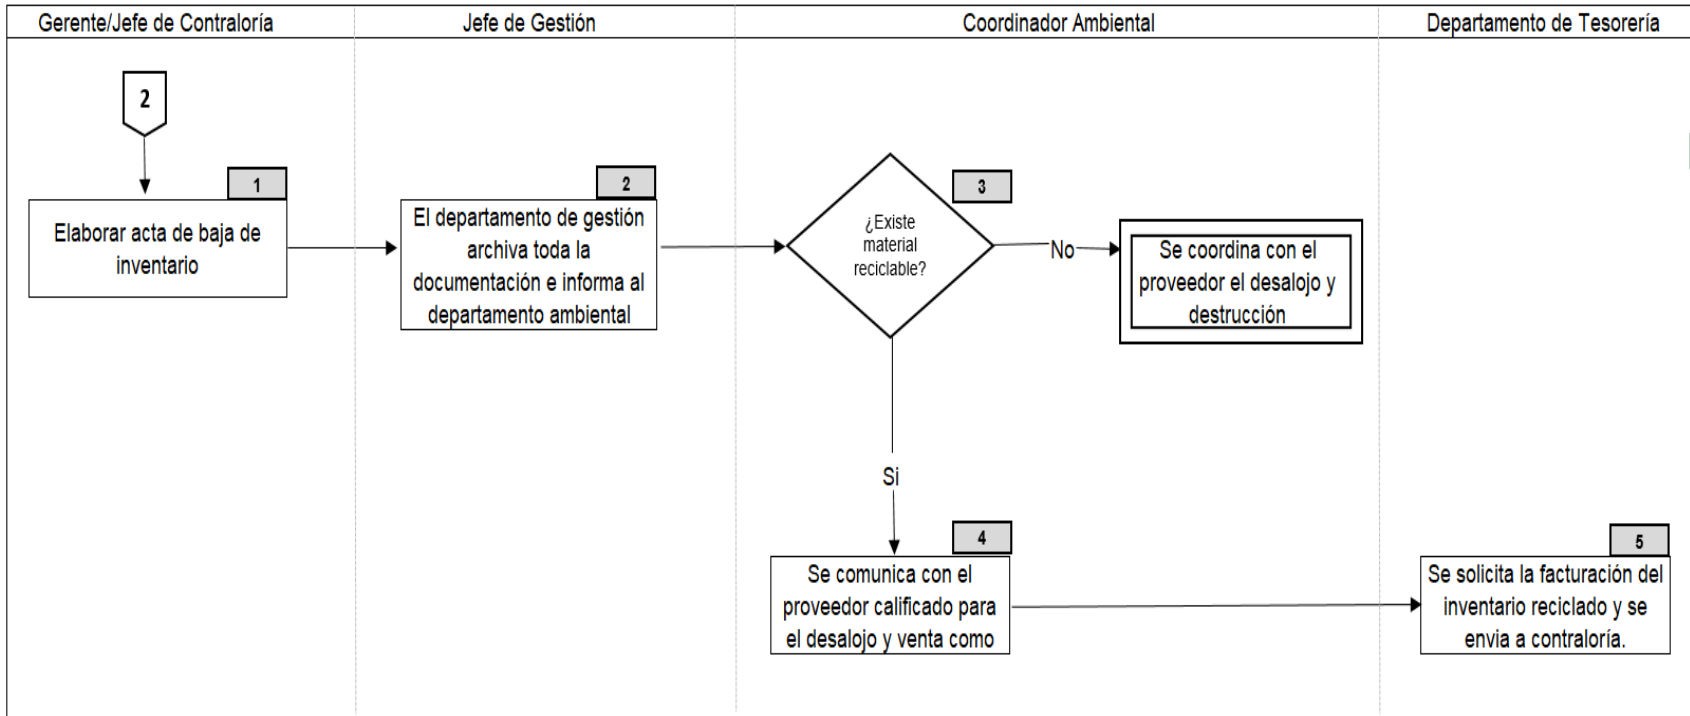 Gerente/Jefe de Contraloría
Jefe de Gestión
Coordinador Ambiental
Departamento de Tesorería
2
1
Elaborar acta de baja de
inventario
2
El departamento de gestión
archiva toda la
documentación e informa al
departamento ambiental
3
¿Existe
material
reciclable?
No
Se coordina con el
proveedor el desalojo y
destrucción
Si
4
Se comunica con el
proveedor calificado para
el desalojo y venta como
5
Se solicita la facturación del
inventario reciclado y se
envia a contraloría.